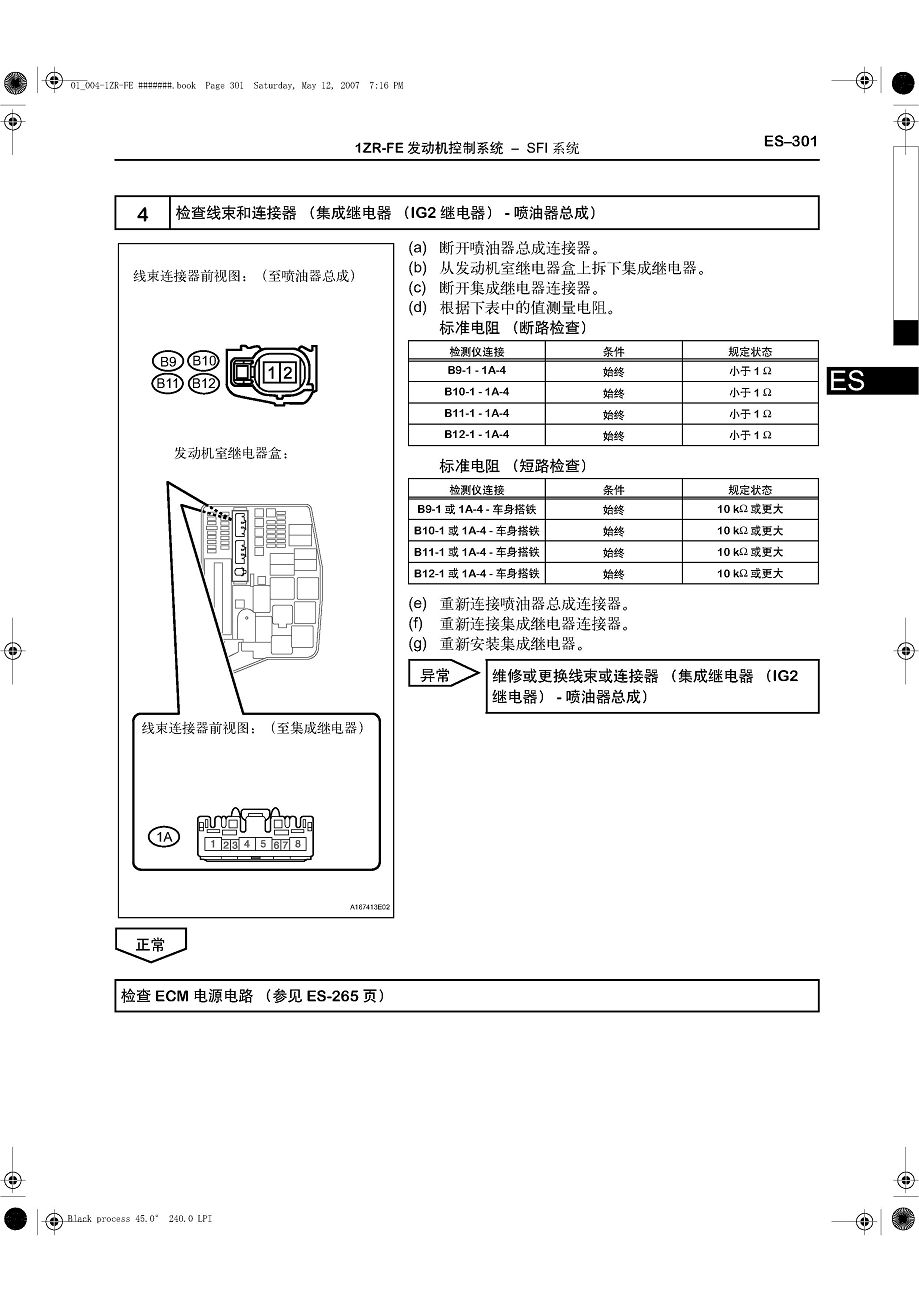 01_004-1ZR-FE #######.book Page 301 Saturday, May 12, 2007 7:16 PM
1ZR-FE 发动机控制系统 – SFI 系统
ES–301
4
检查线束和连接器 （集成继电器 （IG2 继电器） - 喷油器总成）
线束连接器前视图：（至喷油器总成）
B9
B10
B11
B12
1 2
发动机室继电器盒：
线束连接器前视图：（至集成继电器）
1A
1 2 3 4 5 6 7 8
A167413E02
(a) 断开喷油器总成连接器。
(b) 从发动机室继电器盒上拆下集成继电器。
(c) 断开集成继电器连接器。
(d) 根据下表中的值测量电阻。
标准电阻 （断路检查）
检测仪连接 条件 规定状态
B9-1 - 1A-4 始终 小于 1 Ω
B10-1 - 1A-4 始终 小于 1 Ω
B11-1 - 1A-4 始终 小于 1 Ω
B12-1 - 1A-4 始终 小于 1 Ω
标准电阻 （短路检查）
检测仪连接 条件 规定状态
B9-1 或 1A-4 - 车身搭铁 始终 10 kΩ 或更大
B10-1 或 1A-4 - 车身搭铁 始终 10 kΩ 或更大
B11-1 或 1A-4 - 车身搭铁 始终 10 kΩ 或更大
B12-1 或 1A-4 - 车身搭铁 始终 10 kΩ 或更大
(e) 重新连接喷油器总成连接器。
(f) 重新连接集成继电器连接器。
(g) 重新安装集成继电器。
异常
维修或更换线束或连接器 （集成继电器 （IG2
继电器） - 喷油器总成）
ES
正常
检查 ECM 电源电路 （参见 ES-265 页）
Black process 45.0° 240.0 LPI